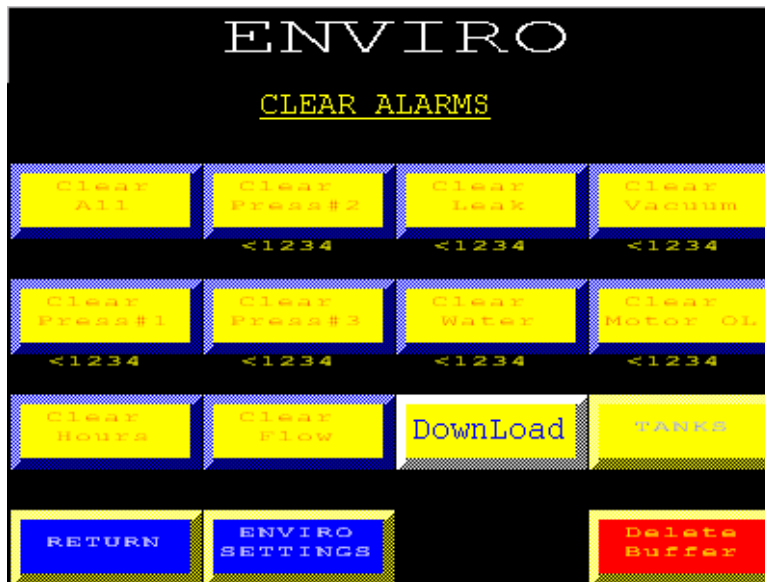 ENVIRO
CLEAR ALARMS
Clear
All
Clear
Press#2
Clear
Leak
Clear
Vacuum
<1234
<1234
<1234
Clear
Press#1
Clear
Press#3
Clear
Water
Clear
Motor OL
<1234
<1234
<1234
<1234
Clear
Hours
Clear
Flow
DownLoad
TANKS
RETURN
ENVIRO
SETTINGS
Delete
Buffer